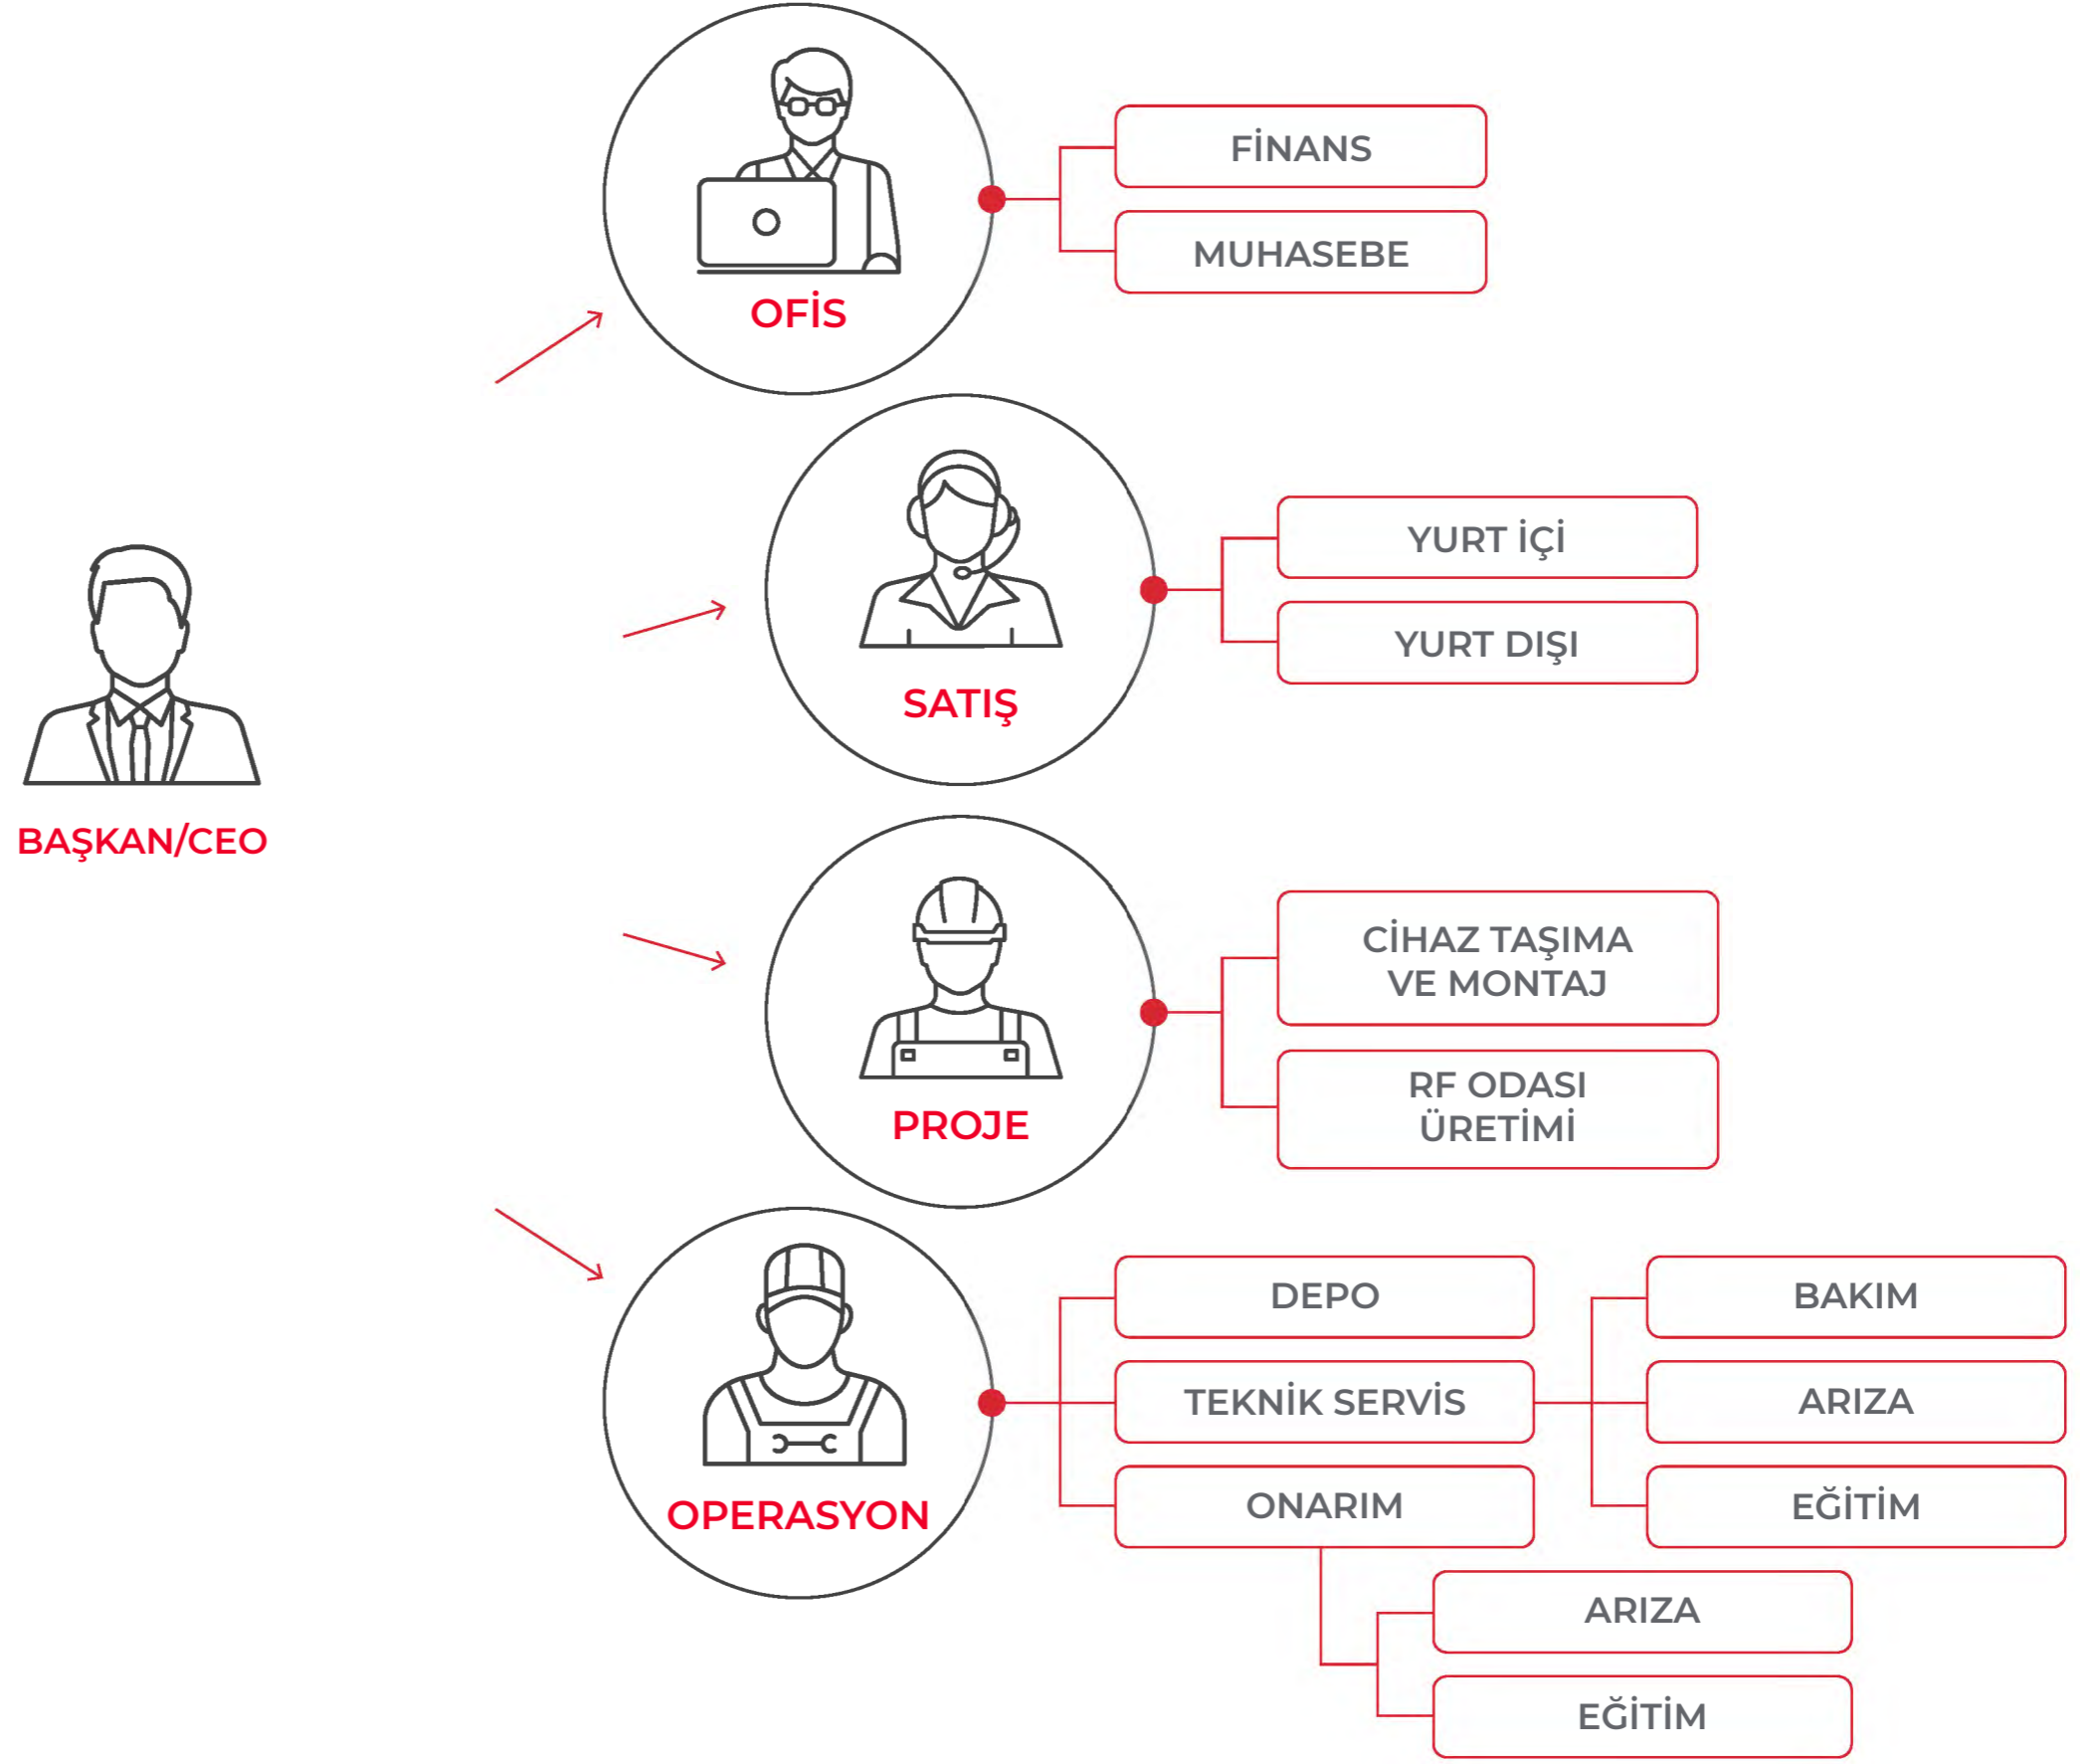 BAŞKAN/CEO
OFİS
FİNANS
MUHASEBE
SATIŞ
YURT İÇİ
YURT DIŞI
PROJE
CİHAZ TAŞIMA
VE MONTAJ
RF ODASI
ÜRETİMİ
OPERASYON
DEPO
TEKNİK SERVİS
BAKIM
ARIZA
EĞİTİM
ONARIM
ARIZA
EĞİTİM